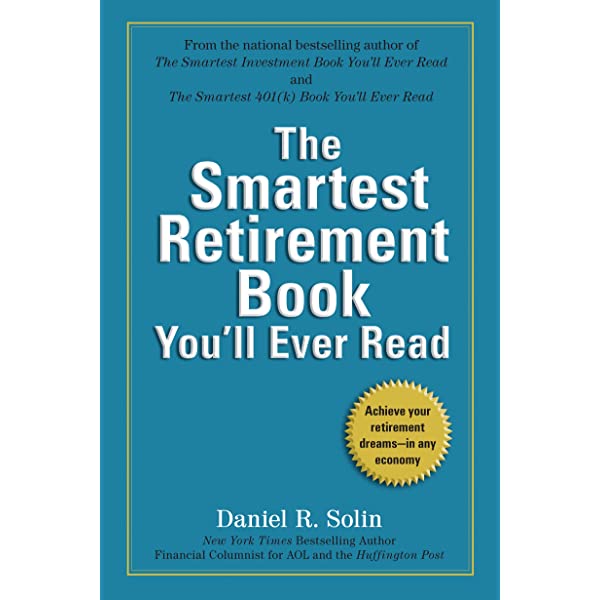 From the national bestselling author of
The Smartest Investment Book You'll Ever Read
and
The Smartest 401(k) Book You'll Ever Read
The
Smartest
Retirement
Book
You'll Ever Read
Achieve your
retirement
dreams—in any
economy
Daniel R. Solin
New York Times Bestselling Author
Financial Columnist for AOL and the Huffington Post